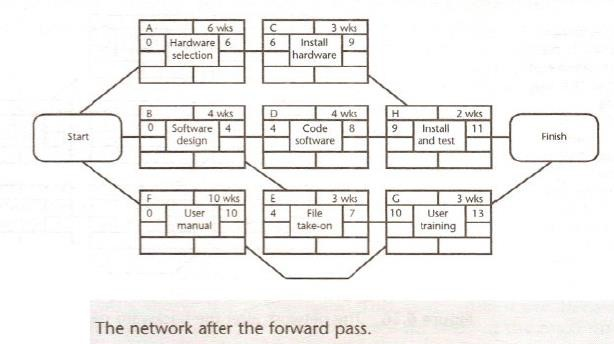 A 6 wks
0 Hardware selection 6
C 3 wks
6 Install hardware 9
Start
B 4 wks
0 Software design 4
D 4 wks
4 Code software 8
H 2 wks
9 Install and test 11
Finish
F 10 wks
0 User manual 10
E 3 wks
4 File take-on 7
G 3 wks
10 User training 13
The network after the forward pass.